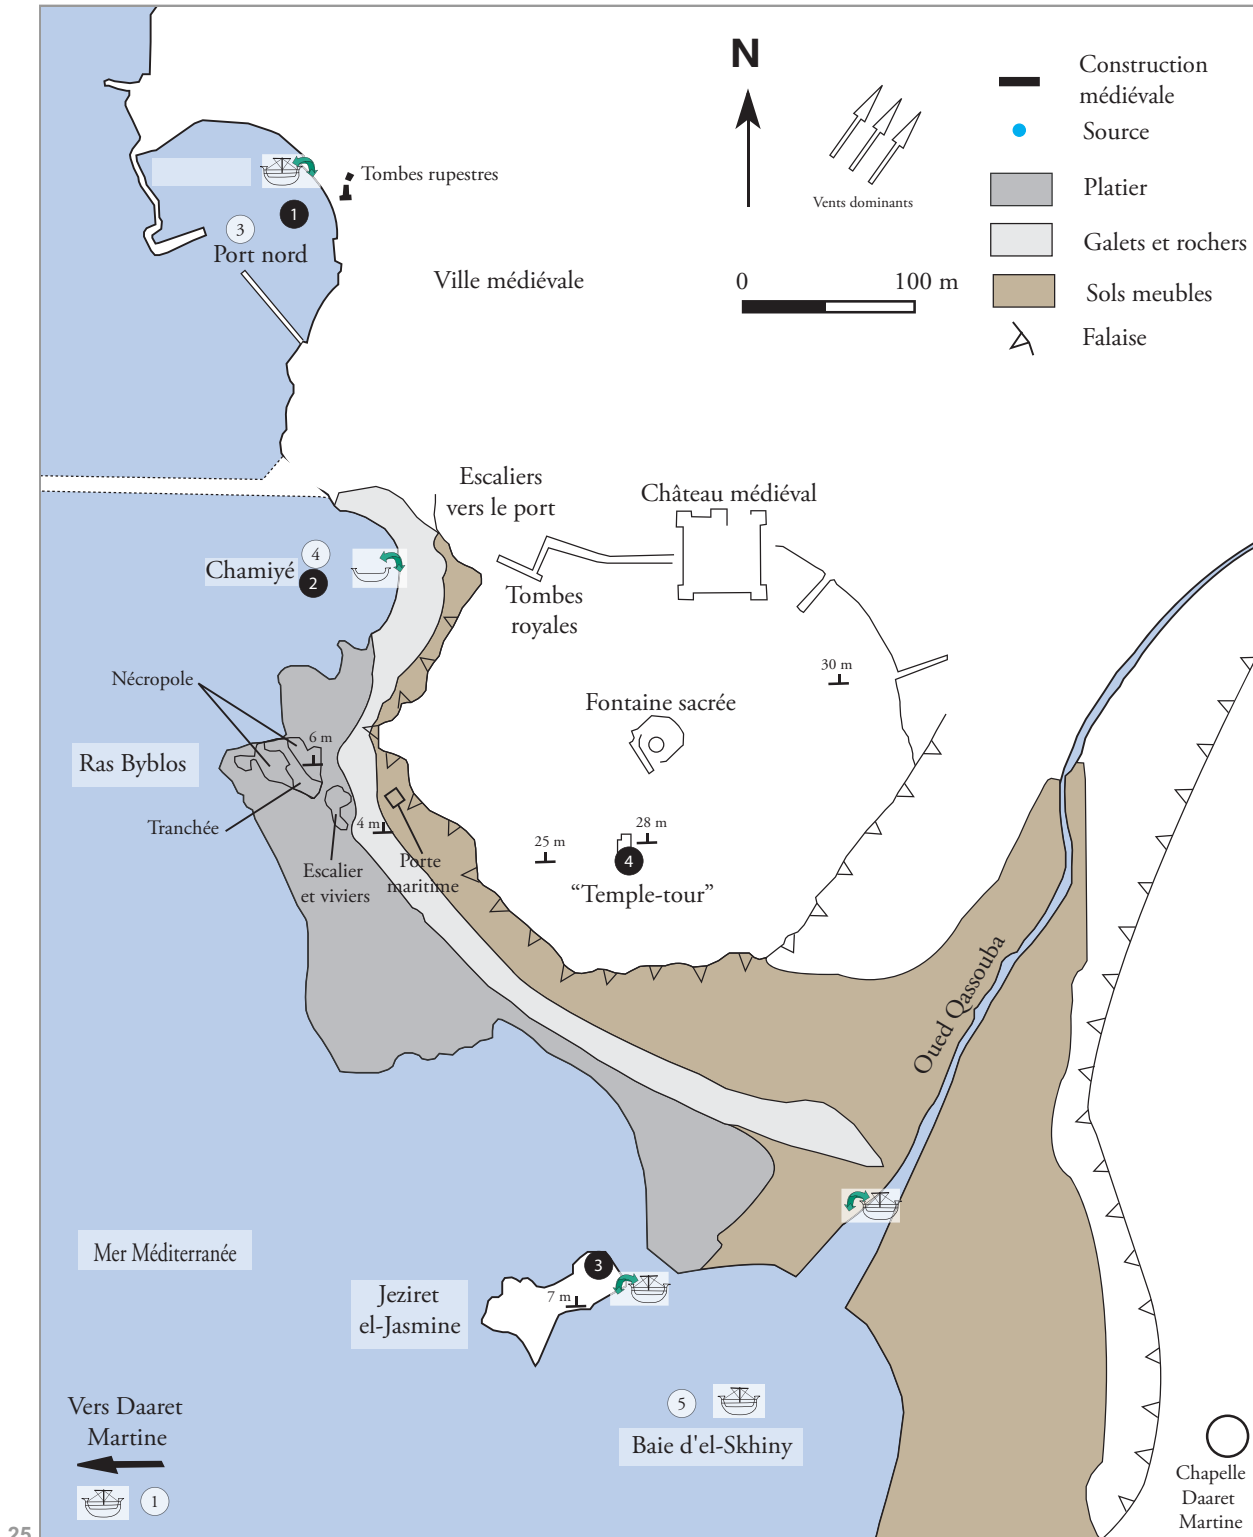 N
Construction
médiévale
Source
Platier
Galets et rochers
Sols meubles
Falaise
Vents dominants
0 100 m
Tombes rupestres
1
3
Port nord
Ville médiévale
Escaliers
vers le port
Château médiéval
4
Chamiyé
2
Tombes
royales
30 m
Nécropole
Fontaine sacrée
6 m
Ras Byblos
Tranchée
4 m
25 m
28 m
4
Escalier
et viviers
Porte
maritime
“Temple-tour”
Oued Qassouba
Mer Méditerranée
3
7 m
Jeziret
el-Jasmine
5
Baie d'el-Skhiny
Vers Daaret
Martine
1
Chapelle
Daaret
Martine
25